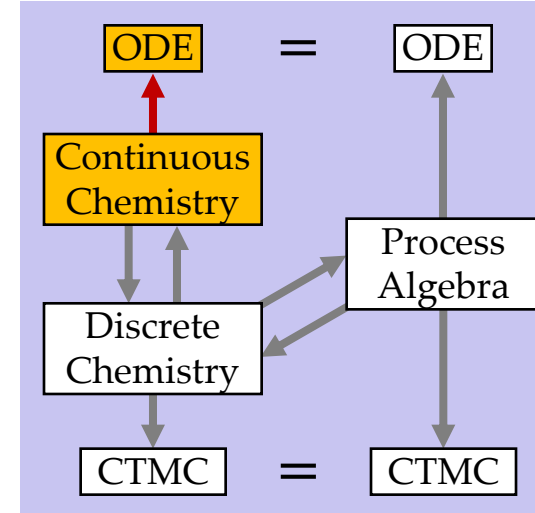 ODE = ODE
Continuous
Chemistry
Process
Algebra
Discrete
Chemistry
CTMC = CTMC